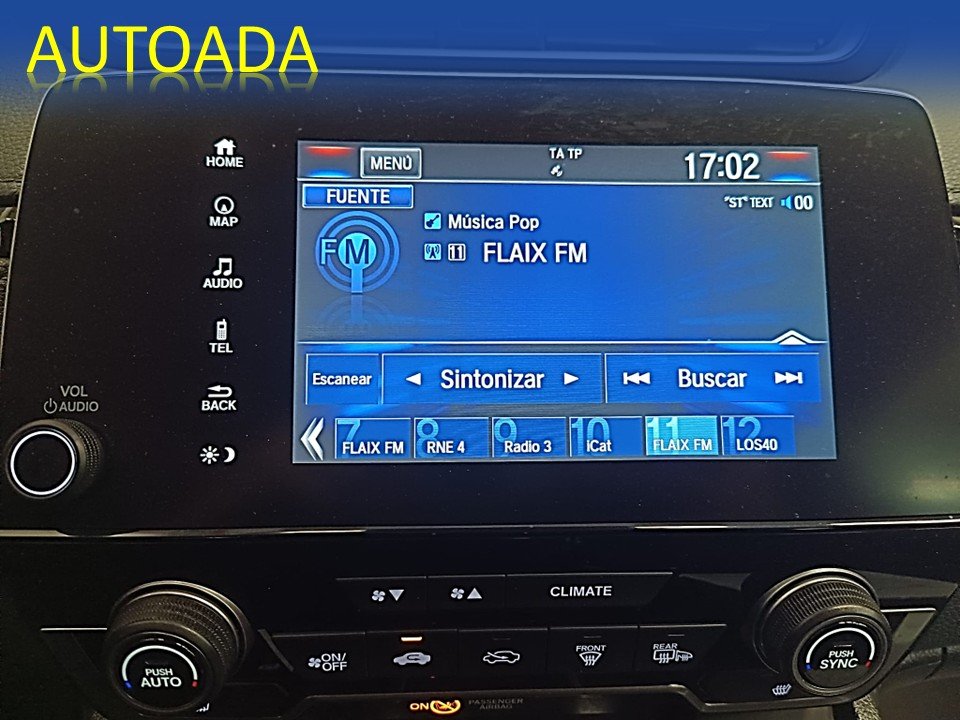 AUTOADA
HOME
MAP
AUDIO
TEL
BACK
VOL
AUDIO
MENÚ
TA TP
17:02
FUENTE
"ST" TEXT 00
Música Pop
FM
11 FLAIX FM
Escanear
Sintonizar
Buscar
7 FLAIX FM
8 RNE 4
9 Radio 3
10 iCat
11 FLAIX FM
12 LOS40
CLIMATE
PUSH
AUTO
ON/
OFF
FRONT
REAR
PUSH
SYNC
ON
PASSENGER
AIRBAG